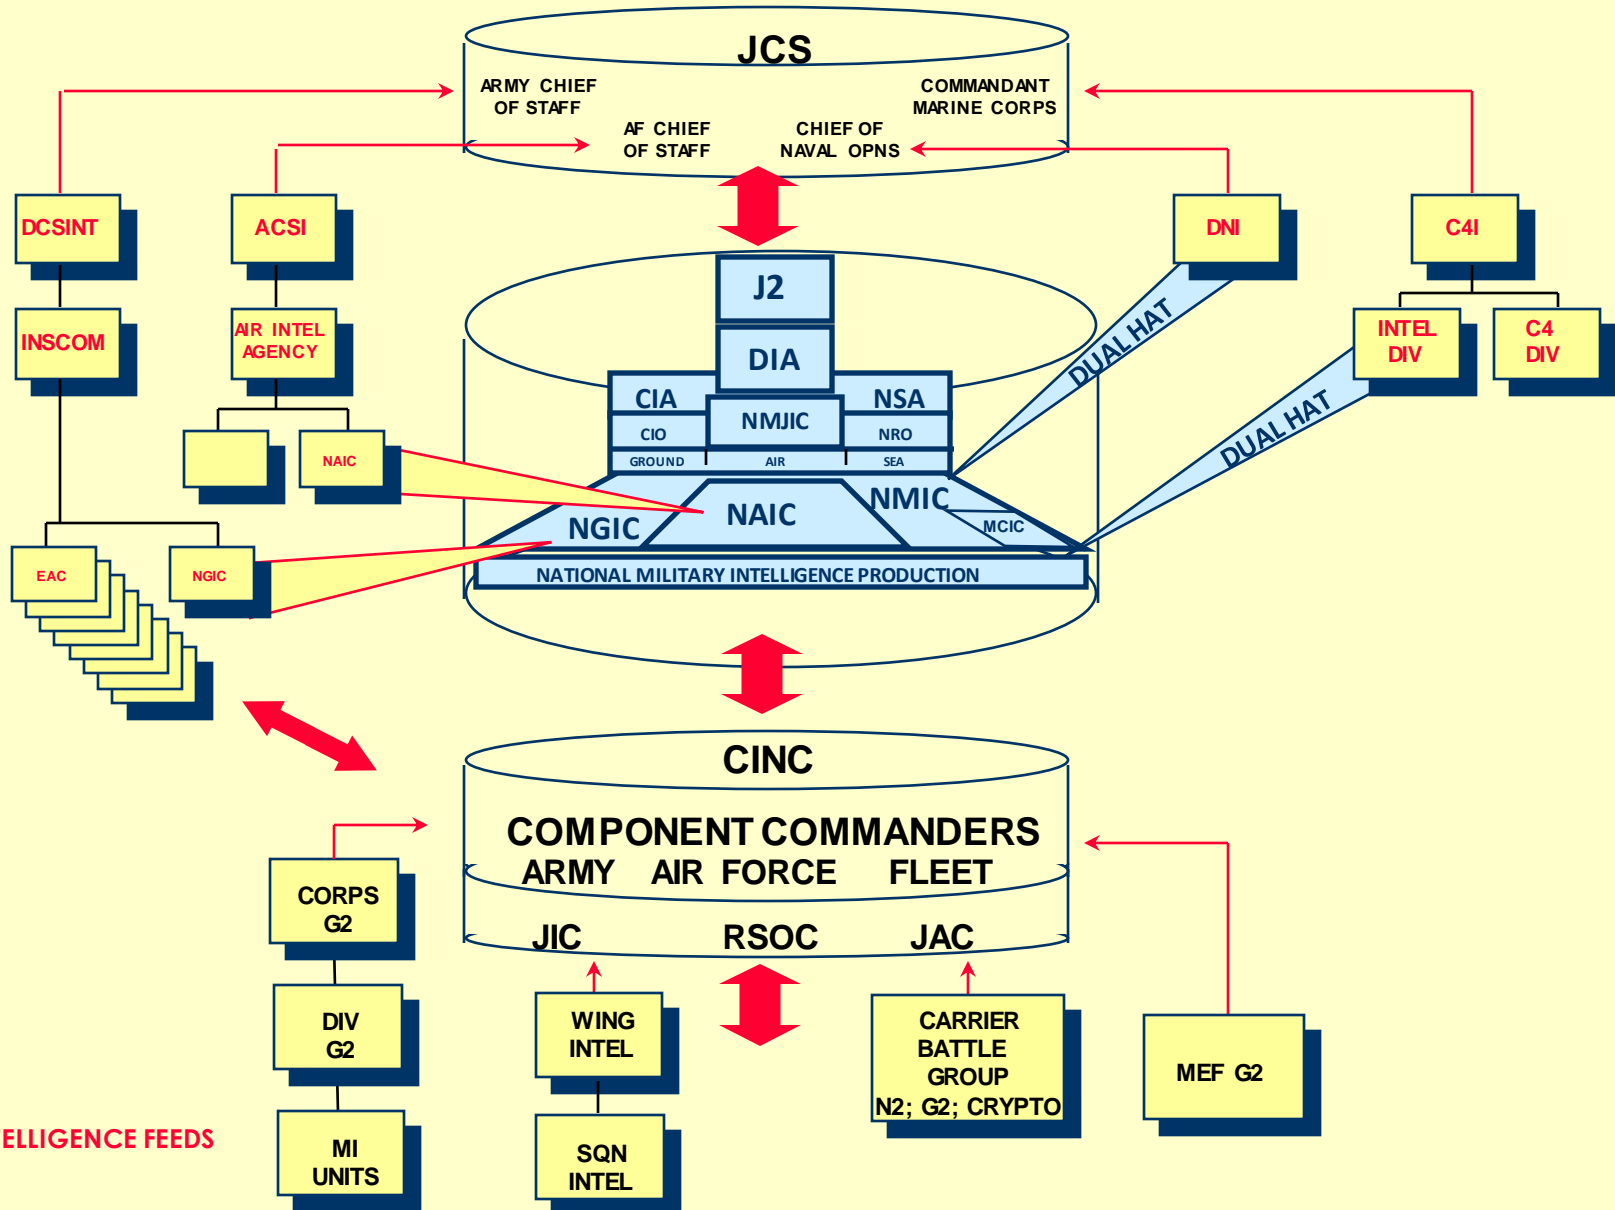 JCS
ARMY CHIEF
OF STAFF
COMMANDANT
MARINE CORPS
AF CHIEF
OF STAFF
CHIEF OF
NAVAL OPNS
DCSINT
ACSI
DNI
C4I
J2
INSCOM
AIR INTEL
AGENCY
DUAL HAT
INTEL
DIV
C4
DIV
DIA
CIA
NSA
NMJIC
CIO
NRO
DUAL HAT
NAIC
GROUND
AIR
SEA
NGIC
NAIC
NMIC
MCIC
EAC
NGIC
NATIONAL MILITARY INTELLIGENCE PRODUCTION
CINC
COMPONENT COMMANDERS
ARMY AIR FORCE FLEET
JIC RSOC JAC
CORPS
G2
DIV
G2
MI
UNITS
WING
INTEL
SQN
INTEL
CARRIER
BATTLE
GROUP
N2; G2; CRYPTO
MEF G2
TELLIGENCE FEEDS